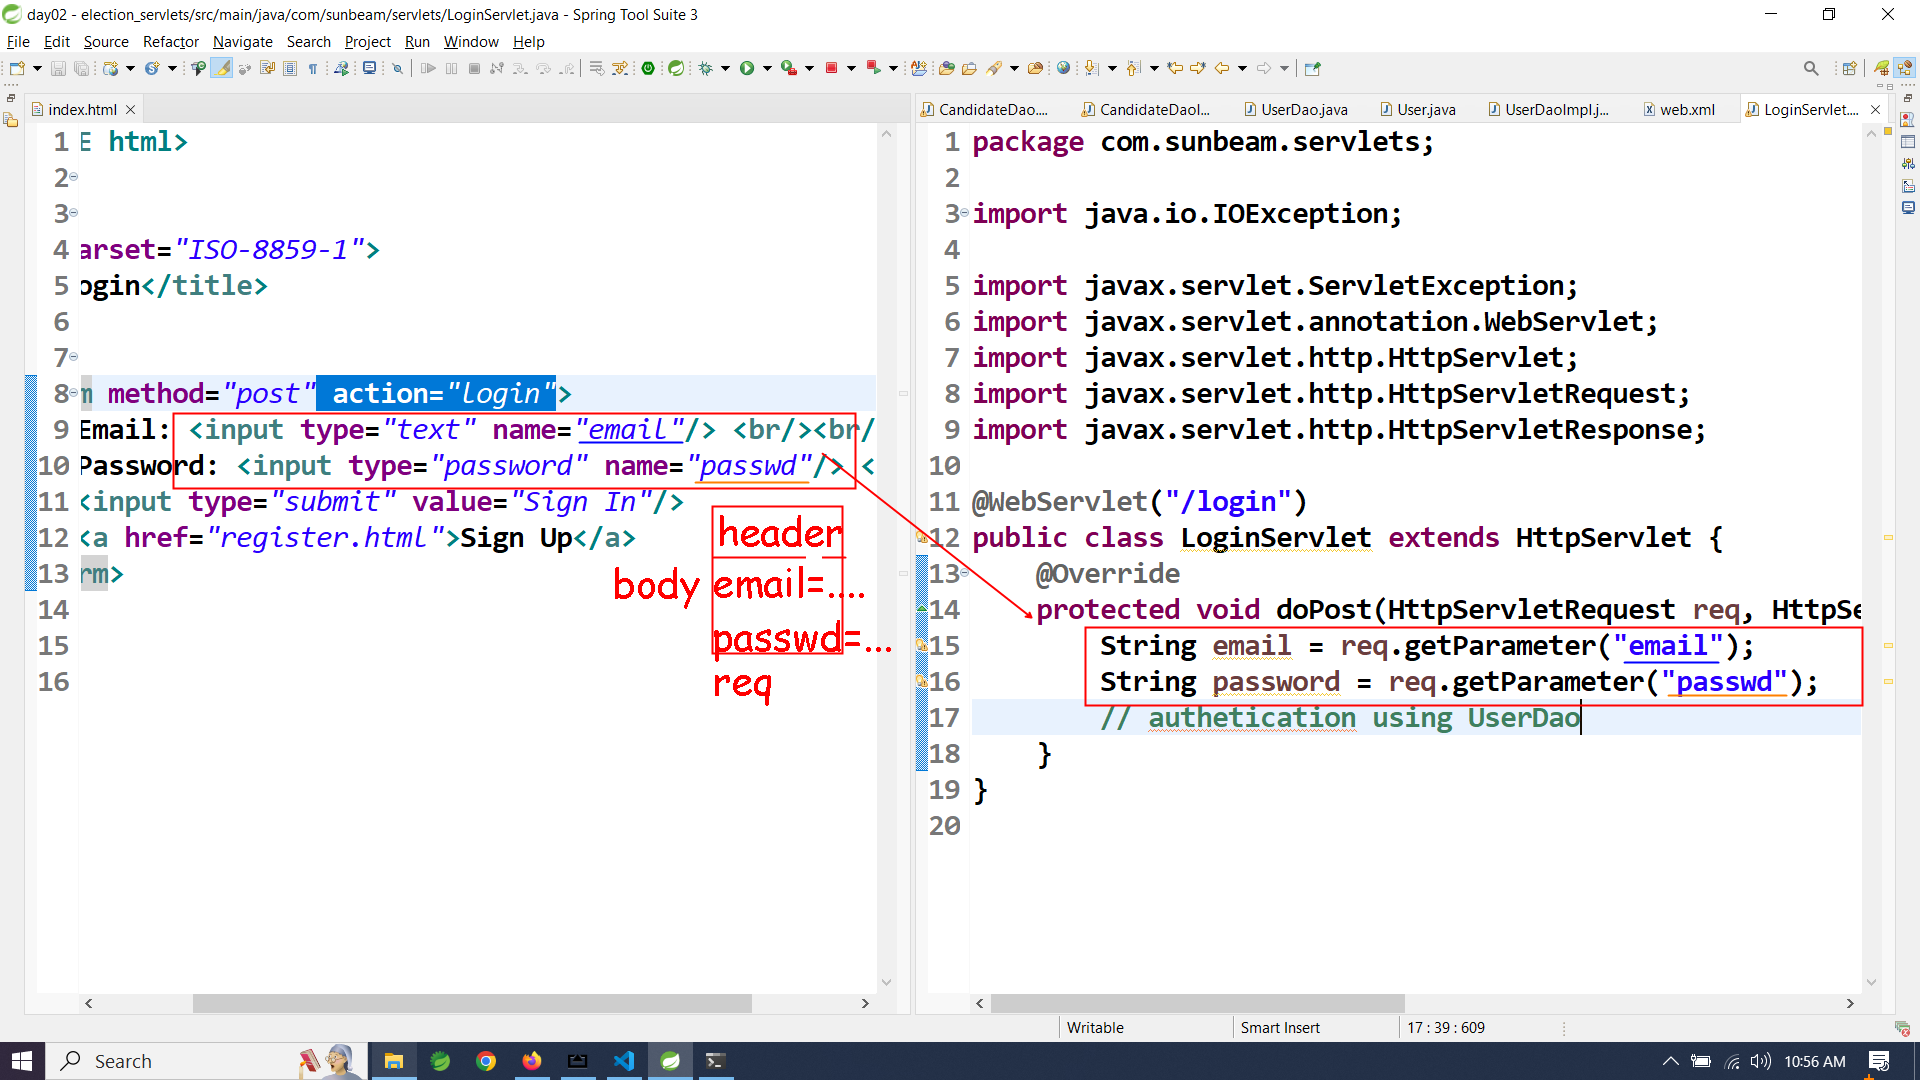 day02 - election_servlets/src/main/java/com/sunbeam/servlets/LoginServlet.java - Spring Tool Suite 3
File Edit Source Refactor Navigate Search Project Run Window Help
index.html
1 E html>
2
3
4 arset="ISO-8859-1">
5 ogin</title>
6
7
8 m method="post" action="login">
9 Email: <input type="text" name="email"/> <br/><br/
10 Password: <input type="password" name="passwd"/> <
11 <input type="submit" value="Sign In"/>
12 <a href="register.html">Sign Up</a>
13 rm>
14
15
16
header
body email=....
passwd=...
req
CandidateDao.... CandidateDaoI... UserDao.java User.java UserDaoImpl.j... web.xml LoginServlet....
1 package com.sunbeam.servlets;
2
3 import java.io.IOException;
4
5 import javax.servlet.ServletException;
6 import javax.servlet.annotation.WebServlet;
7 import javax.servlet.http.HttpServlet;
8 import javax.servlet.http.HttpServletRequest;
9 import javax.servlet.http.HttpServletResponse;
10
11 @WebServlet("/login")
12 public class LoginServlet extends HttpServlet {
13 @Override
14 protected void doPost(HttpServletRequest req, HttpSe
15 String email = req.getParameter("email");
16 String password = req.getParameter("passwd");
17 // authetication using UserDao
18 }
19 }
20
Writable Smart Insert 17 : 39 : 609
Search 10:56 AM